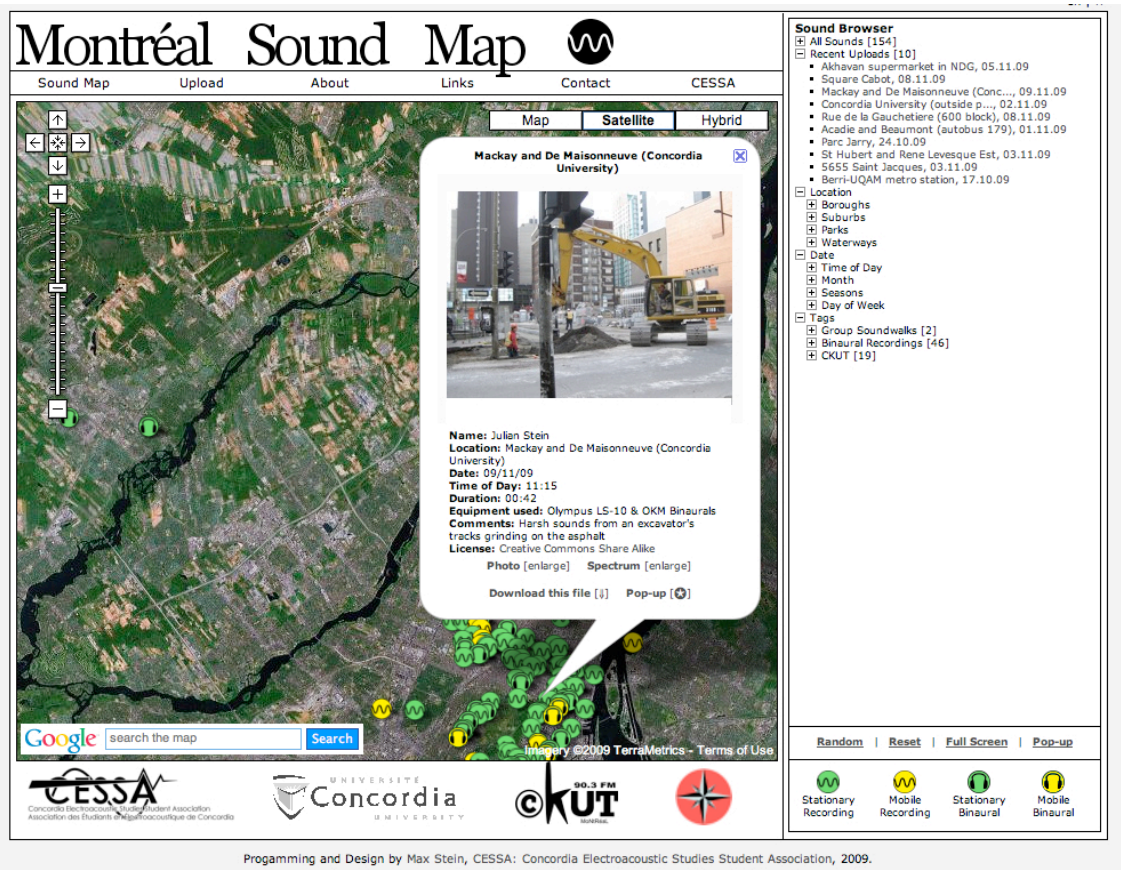 Montréal Sound Map
Sound Map Upload About Links Contact CESSA
Map Satellite Hybrid
Mackay and De Maisonneuve (Concordia
University)
Name: Julian Stein
Location: Mackay and De Maisonneuve (Concordia
University)
Date: 09/11/09
Time of Day: 11:15
Duration: 00:42
Equipment used: Olympus LS-10 & OKM Binaurals
Comments: Harsh sounds from an excavator's
tracks grinding on the asphalt
License: Creative Commons Share Alike
Photo [enlarge] Spectrum [enlarge]
Download this file [⇩] Pop-up [✪]
Google search the map Search
Imagery ©2009 TerraMetrics - Terms of Use
Sound Browser
All Sounds [154]
Recent Uploads [10]
Akhavan supermarket in NDG, 05.11.09
Square Cabot, 08.11.09
Mackay and De Maisonneuve (Conc..., 09.11.09
Concordia University (outside p..., 02.11.09
Rue de la Gauchetiere (600 block), 08.11.09
Acadie and Beaumont (autobus 179), 01.11.09
Parc Jarry, 24.10.09
St Hubert and Rene Levesque Est, 03.11.09
5655 Saint Jacques, 03.11.09
Berri-UQAM metro station, 17.10.09
Location
Boroughs
Suburbs
Parks
Waterways
Date
Time of Day
Month
Seasons
Day of Week
Tags
Group Soundwalks [2]
Binaural Recordings [46]
CKUT [19]
Random | Reset | Full Screen | Pop-up
Stationary Recording
Mobile Recording
Stationary Binaural
Mobile Binaural
CESSA
Concordia Electroacoustic Studies Student Association
Association des Étudiants en Électroacoustique de Concordia
UNIVERSITÉ
Concordia
UNIVERSITY
90.3 FM
CKUT
MONTRÉAL
Progamming and Design by Max Stein, CESSA: Concordia Electroacoustic Studies Student Association, 2009.